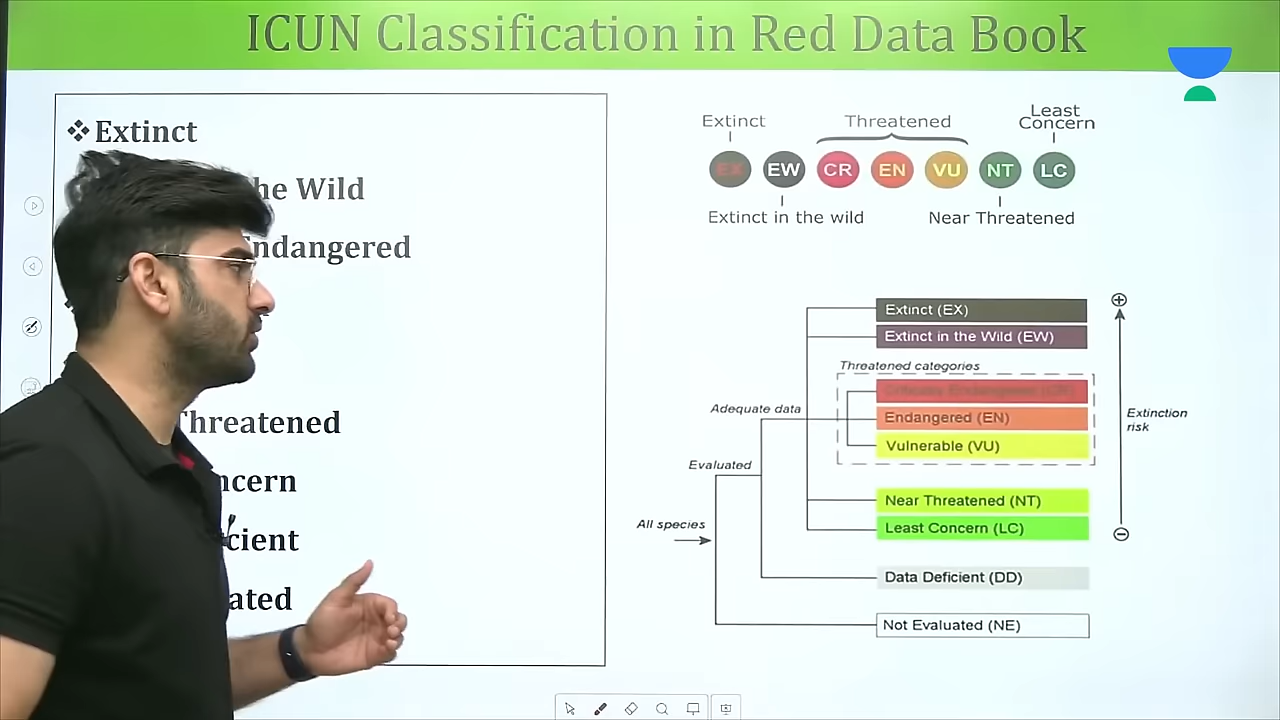 ICUN Classification in Red Data Book
❖Extinct
he Wild
Endangered
Threatened
ncern
cient
ated
Extinct
Threatened
Least
Concern
EX
EW
CR
EN
VU
NT
LC
Extinct in the wild
Near Threatened
Extinct (EX)
Extinct in the Wild (EW)
Threatened categories
Endangered (EN)
Vulnerable (VU)
Adequate data
Evaluated
All species
Near Threatened (NT)
Least Concern (LC)
Data Deficient (DD)
Not Evaluated (NE)
Extinction
risk